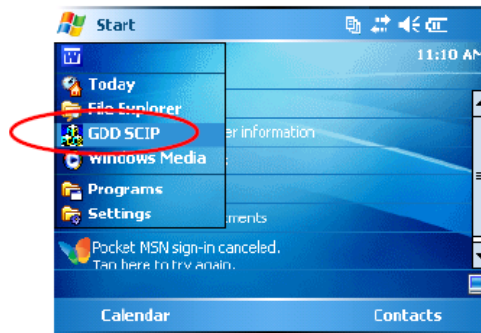 Start
11:10 AM
Today
File Explorer
GDD SCIP
er information
Windows Media
Programs
Settings
ments
Pocket MSN sign-in canceled.
Tap here to try again.
Calendar
Contacts